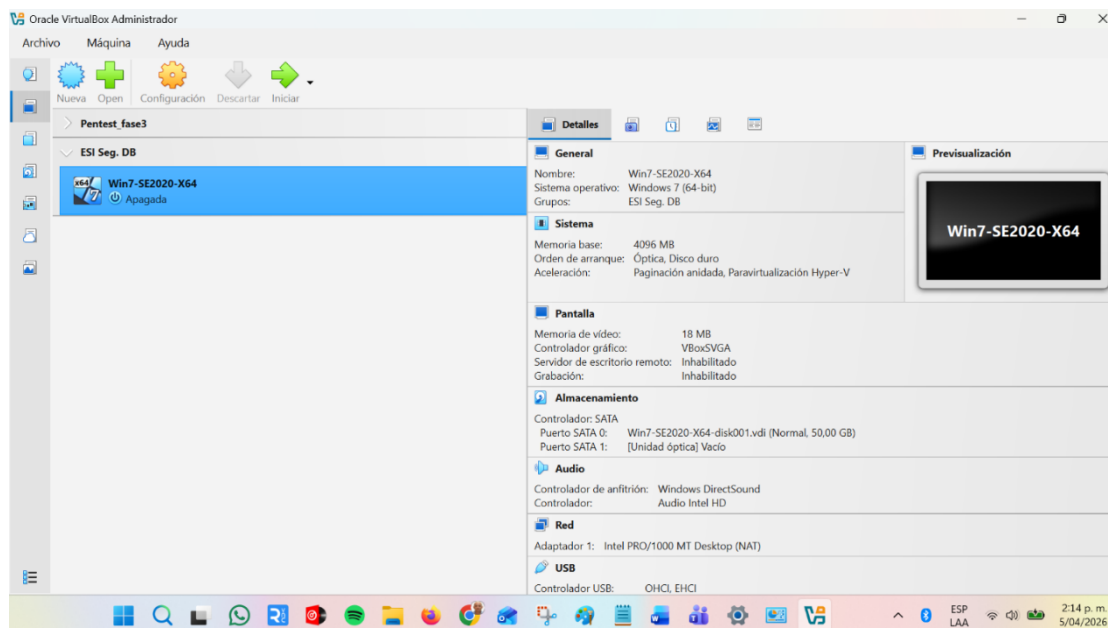 Oracle VirtualBox Administrador
Archivo Máquina Ayuda
Nueva Open Configuración Descartar Iniciar
Pentest_fase3
ESI Seg. DB
x64 7
Win7-SE2020-X64
Apagada
Detalles
General
Nombre: Win7-SE2020-X64
Sistema operativo: Windows 7 (64-bit)
Grupos: ESI Seg. DB
Sistema
Memoria base: 4096 MB
Orden de arranque: Óptica, Disco duro
Aceleración: Paginación anidada, Paravirtualización Hyper-V
Previsualización
Win7-SE2020-X64
Pantalla
Memoria de vídeo: 18 MB
Controlador gráfico: VBoxSVGA
Servidor de escritorio remoto: Inhabilitado
Grabación: Inhabilitado
Almacenamiento
Controlador: SATA
Puerto SATA 0: Win7-SE2020-X64-disk001.vdi (Normal, 50,00 GB)
Puerto SATA 1: [Unidad óptica] Vacío
Audio
Controlador de anfitrión: Windows DirectSound
Controlador: Audio Intel HD
Red
Adaptador 1: Intel PRO/1000 MT Desktop (NAT)
USB
Controlador USB: OHCI, EHCI
ESP
LAA
2:14 p. m.
5/04/2026